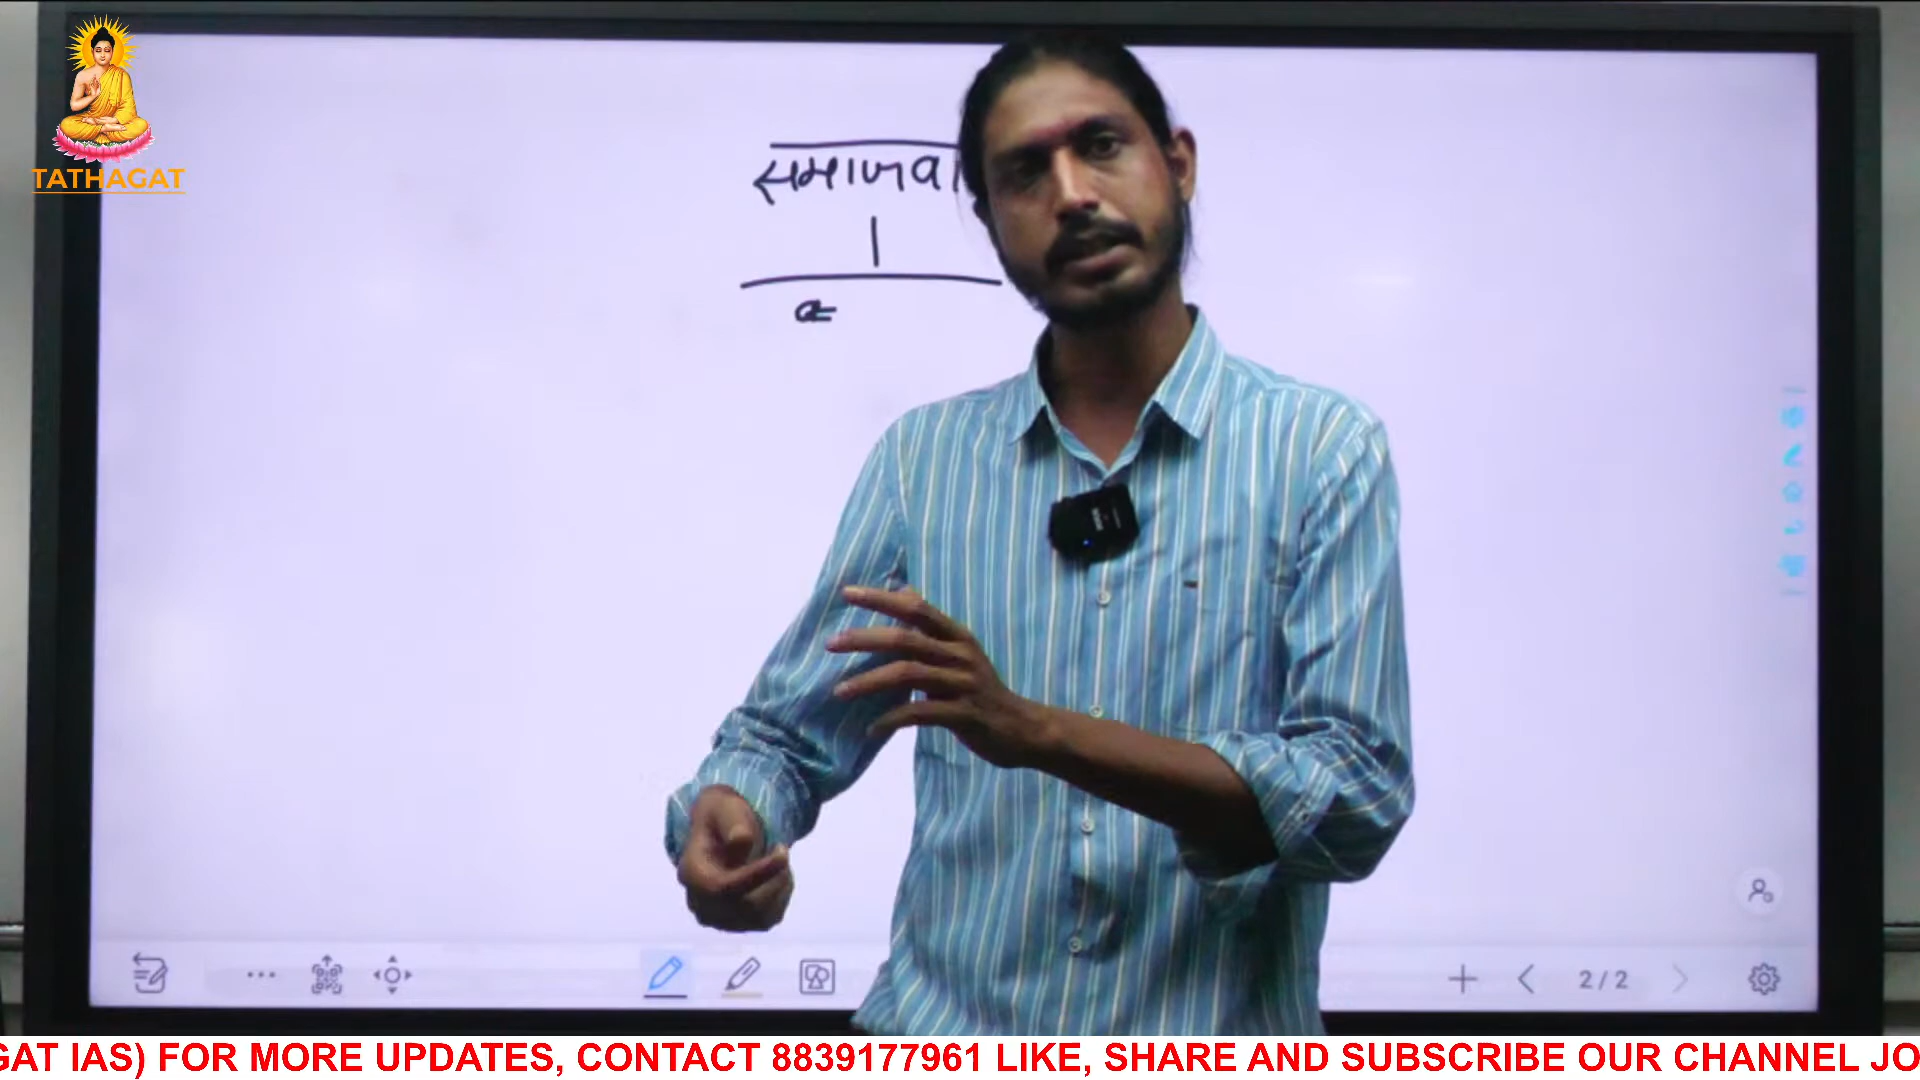 TATHAGAT
समाजवा
2/2
GAT IAS) FOR MORE UPDATES, CONTACT 8839177961 LIKE, SHARE AND SUBSCRIBE OUR CHANNEL JO